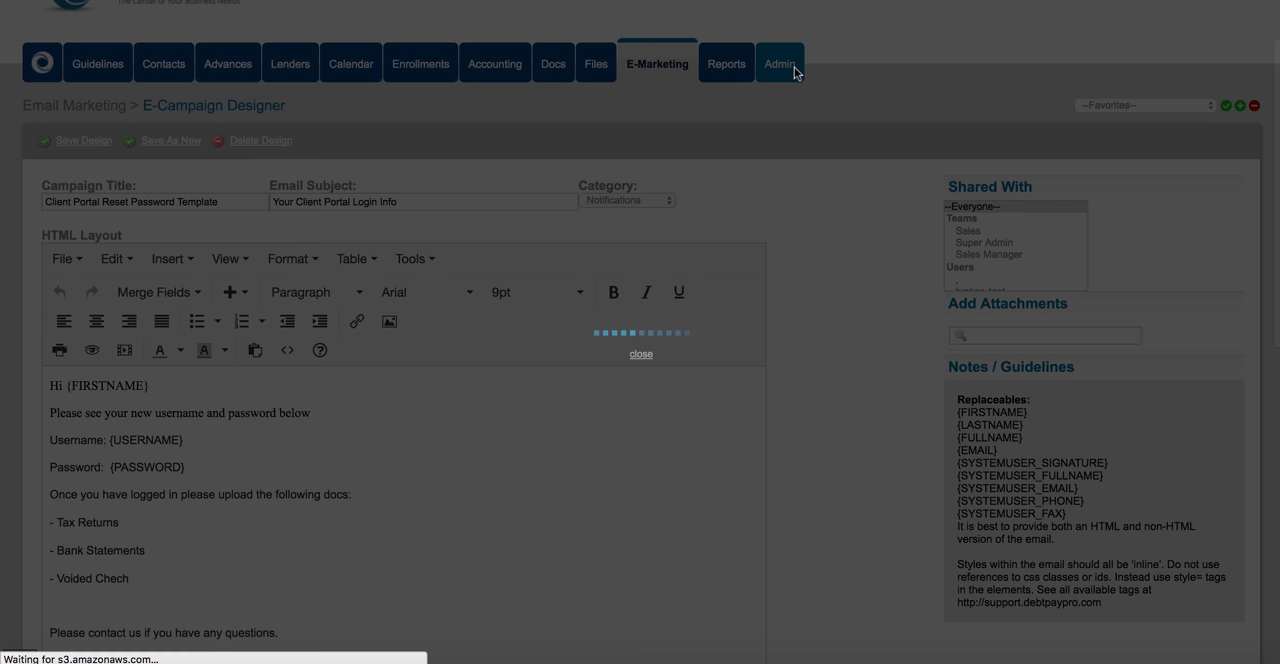 The Center of Your Business Needs
Guidelines Contacts Advances Lenders Calendar Enrollments Accounting Docs Files E-Marketing Reports Admin
Email Marketing > E-Campaign Designer
--Favorites--
Save Design Save As New Delete Design
Campaign Title: Email Subject: Category:
Client Portal Reset Password Template Your Client Portal Login Info Notifications
HTML Layout
File Edit Insert View Format Table Tools
Merge Fields Paragraph Arial 9pt B I U
A A
close
Hi {FIRSTNAME}
Please see your new username and password below
Username: {USERNAME}
Password: {PASSWORD}
Once you have logged in please upload the following docs:
- Tax Returns
- Bank Statements
- Voided Chech
Please contact us if you have any questions.
Shared With
--Everyone--
Teams
Sales
Super Admin
Sales Manager
Users
,
Add Attachments
Notes / Guidelines
Replaceables:
{FIRSTNAME}
{LASTNAME}
{FULLNAME}
{EMAIL}
{SYSTEMUSER_SIGNATURE}
{SYSTEMUSER_FULLNAME}
{SYSTEMUSER_EMAIL}
{SYSTEMUSER_PHONE}
{SYSTEMUSER_FAX}
It is best to provide both an HTML and non-HTML
version of the email.
Styles within the email should all be 'inline'. Do not use
references to css classes or ids. Instead use style= tags
in the elements. See all available tags at
http://support.debtpaypro.com
Waiting for s3.amazonaws.com...